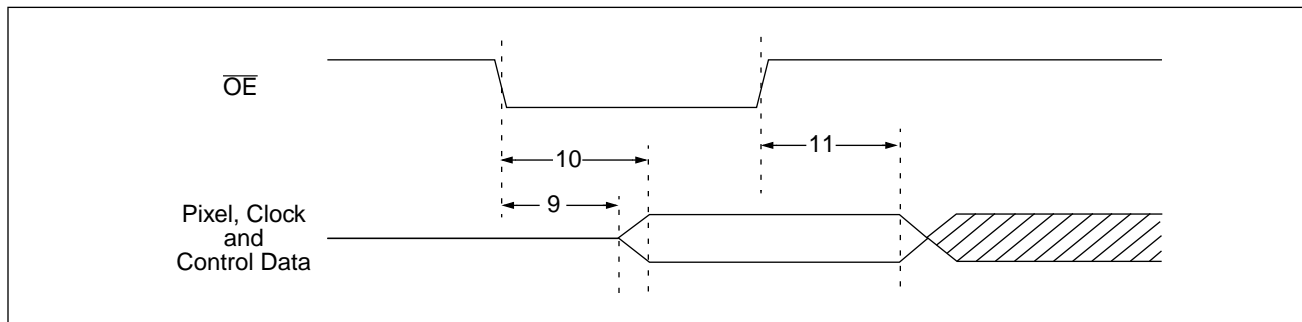 OE
10
11
9
Pixel, Clock
and
Control Data